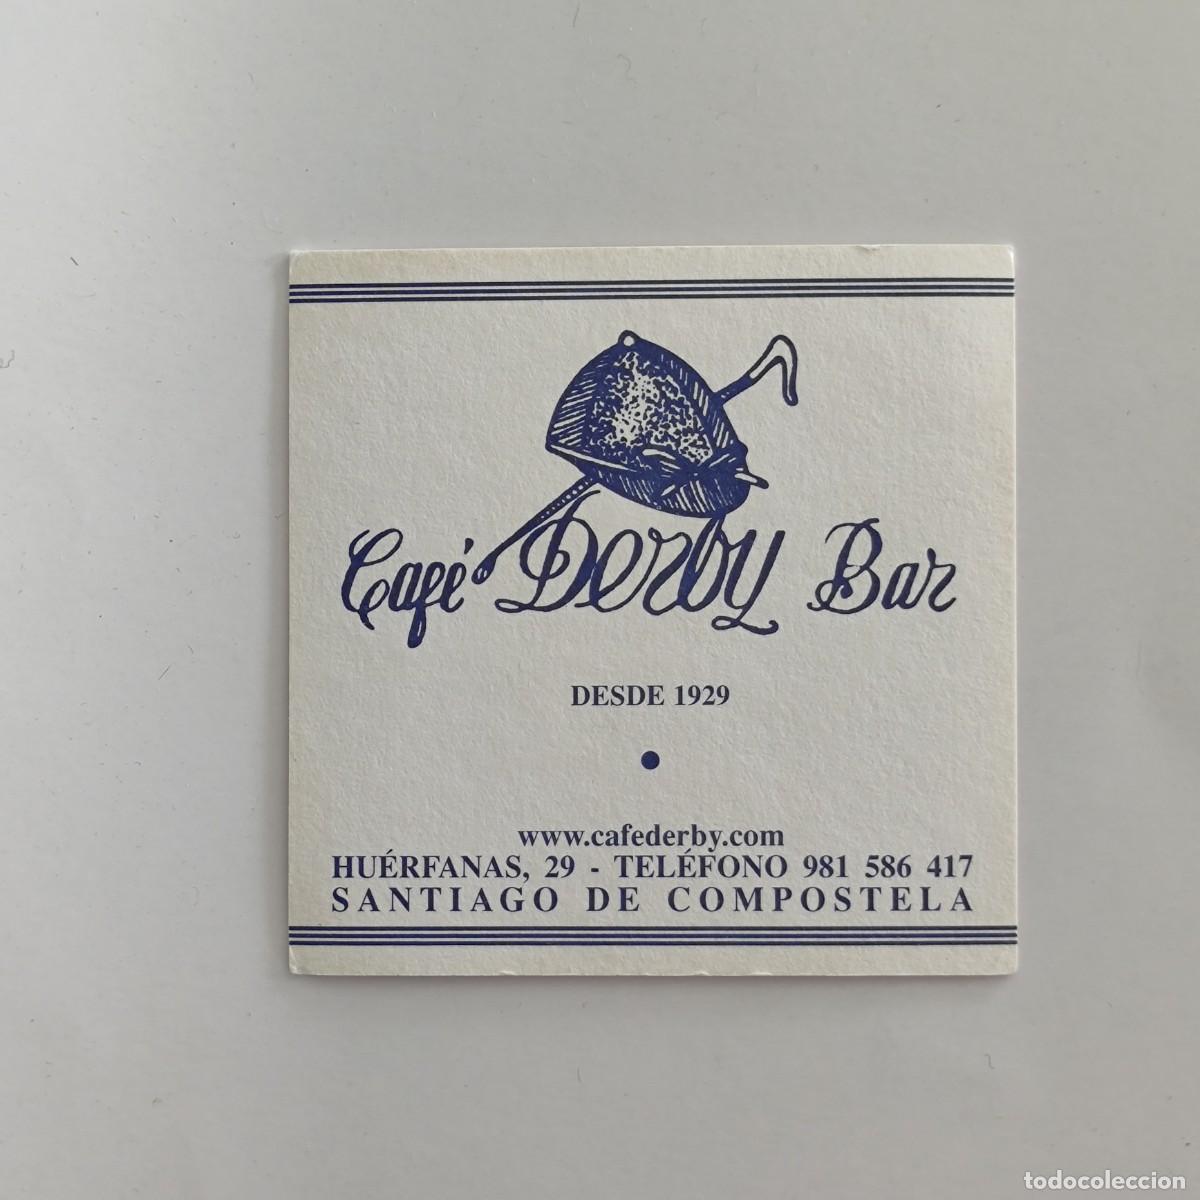 Café Derby Bar
DESDE 1929
www.cafederby.com
HUÉRFANAS, 29 - TELÉFONO 981 586 417
SANTIAGO DE COMPOSTELA
todocoleccion